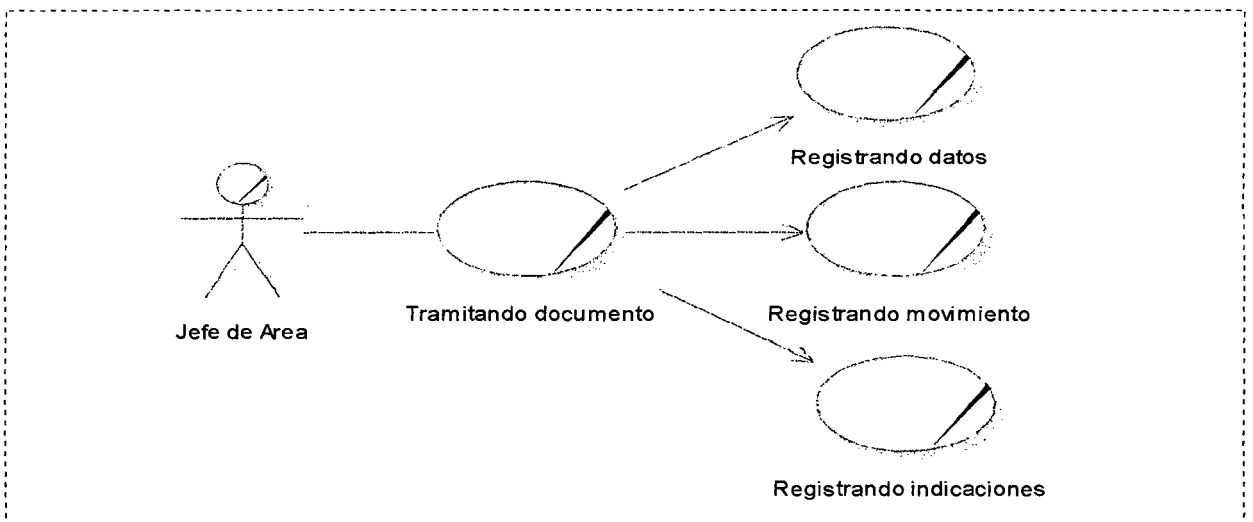 Registrando datos
Jefe de Area
Tramitando documento
Registrando movimiento
Registrando indicaciones